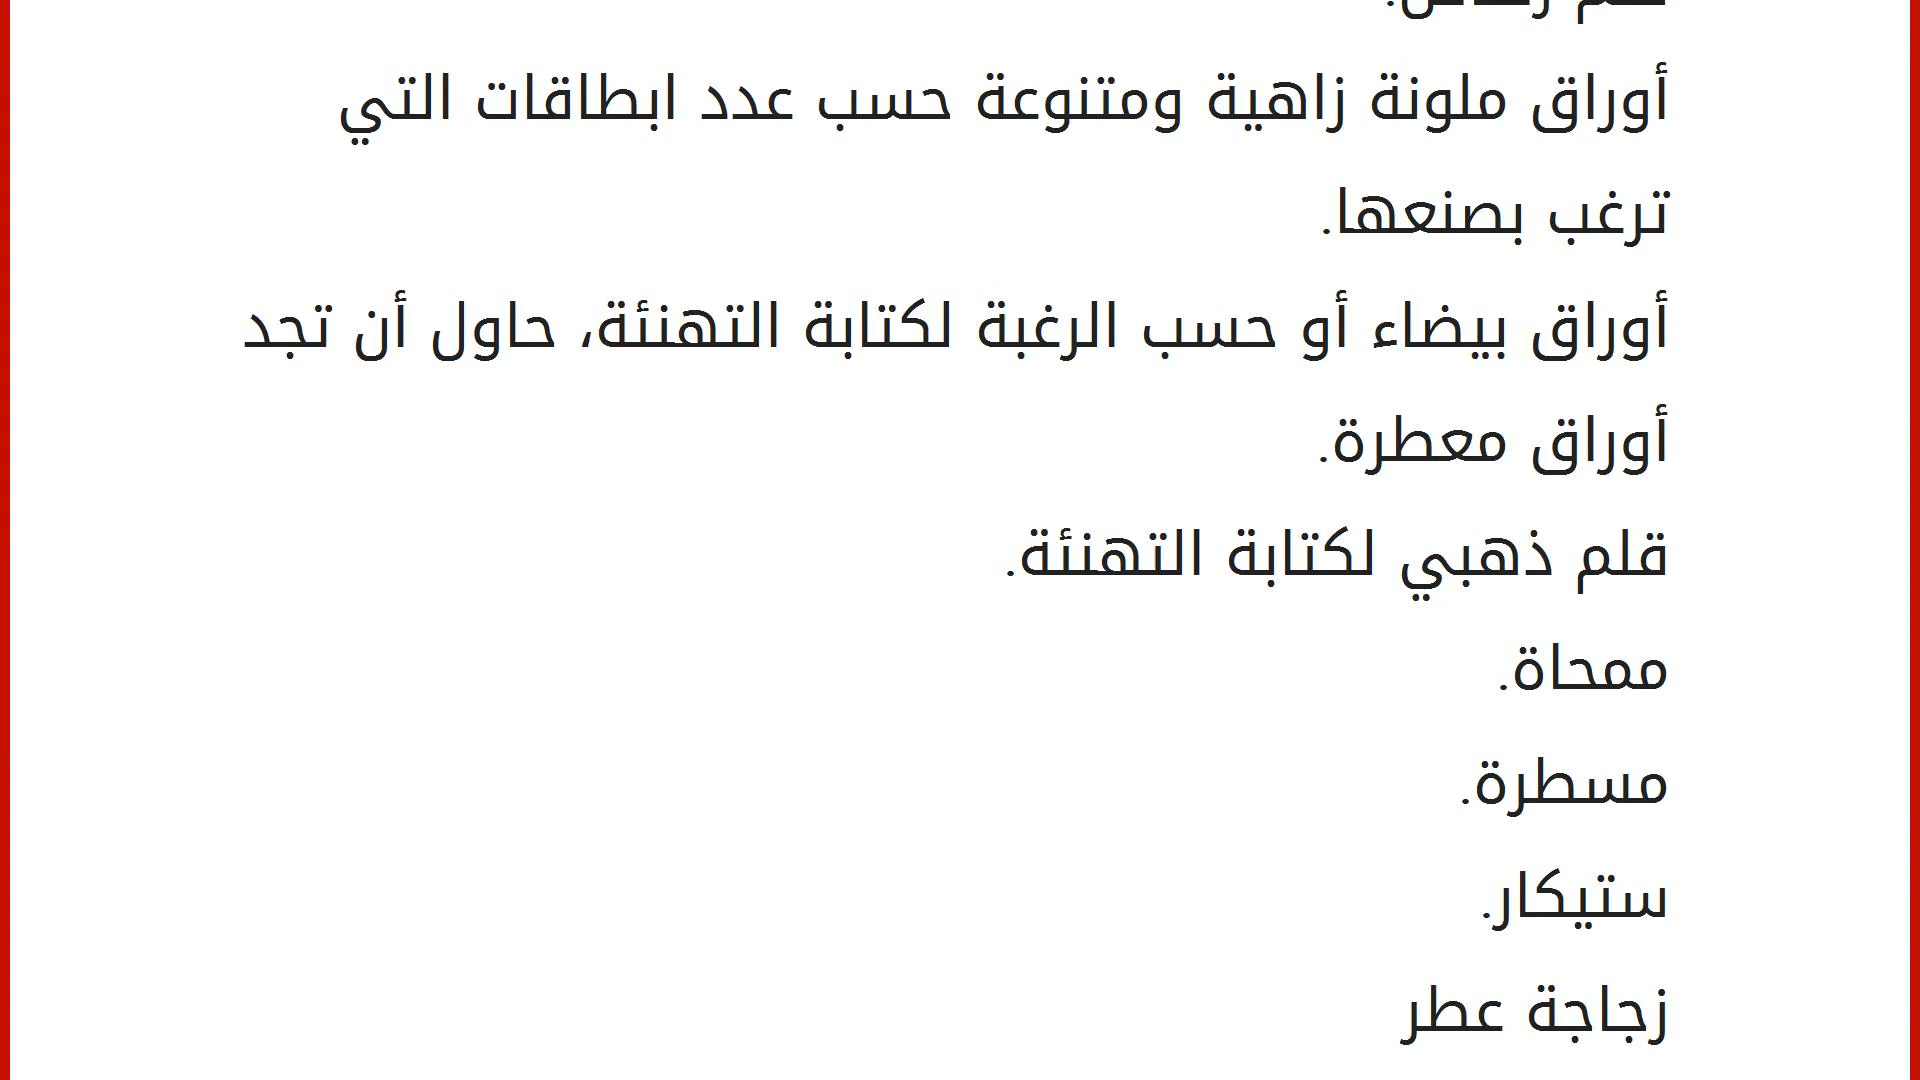 أوراق ملونة زاهية ومتنوعة حسب عدد ابطاقات التي
ترغب بصنعها.
أوراق بيضاء أو حسب الرغبة لكتابة التهنئة، حاول أن تجد
أوراق معطرة.
قلم ذهبي لكتابة التهنئة.
ممحاة.
مسطرة.
ستيكار.
زجاجة عطر